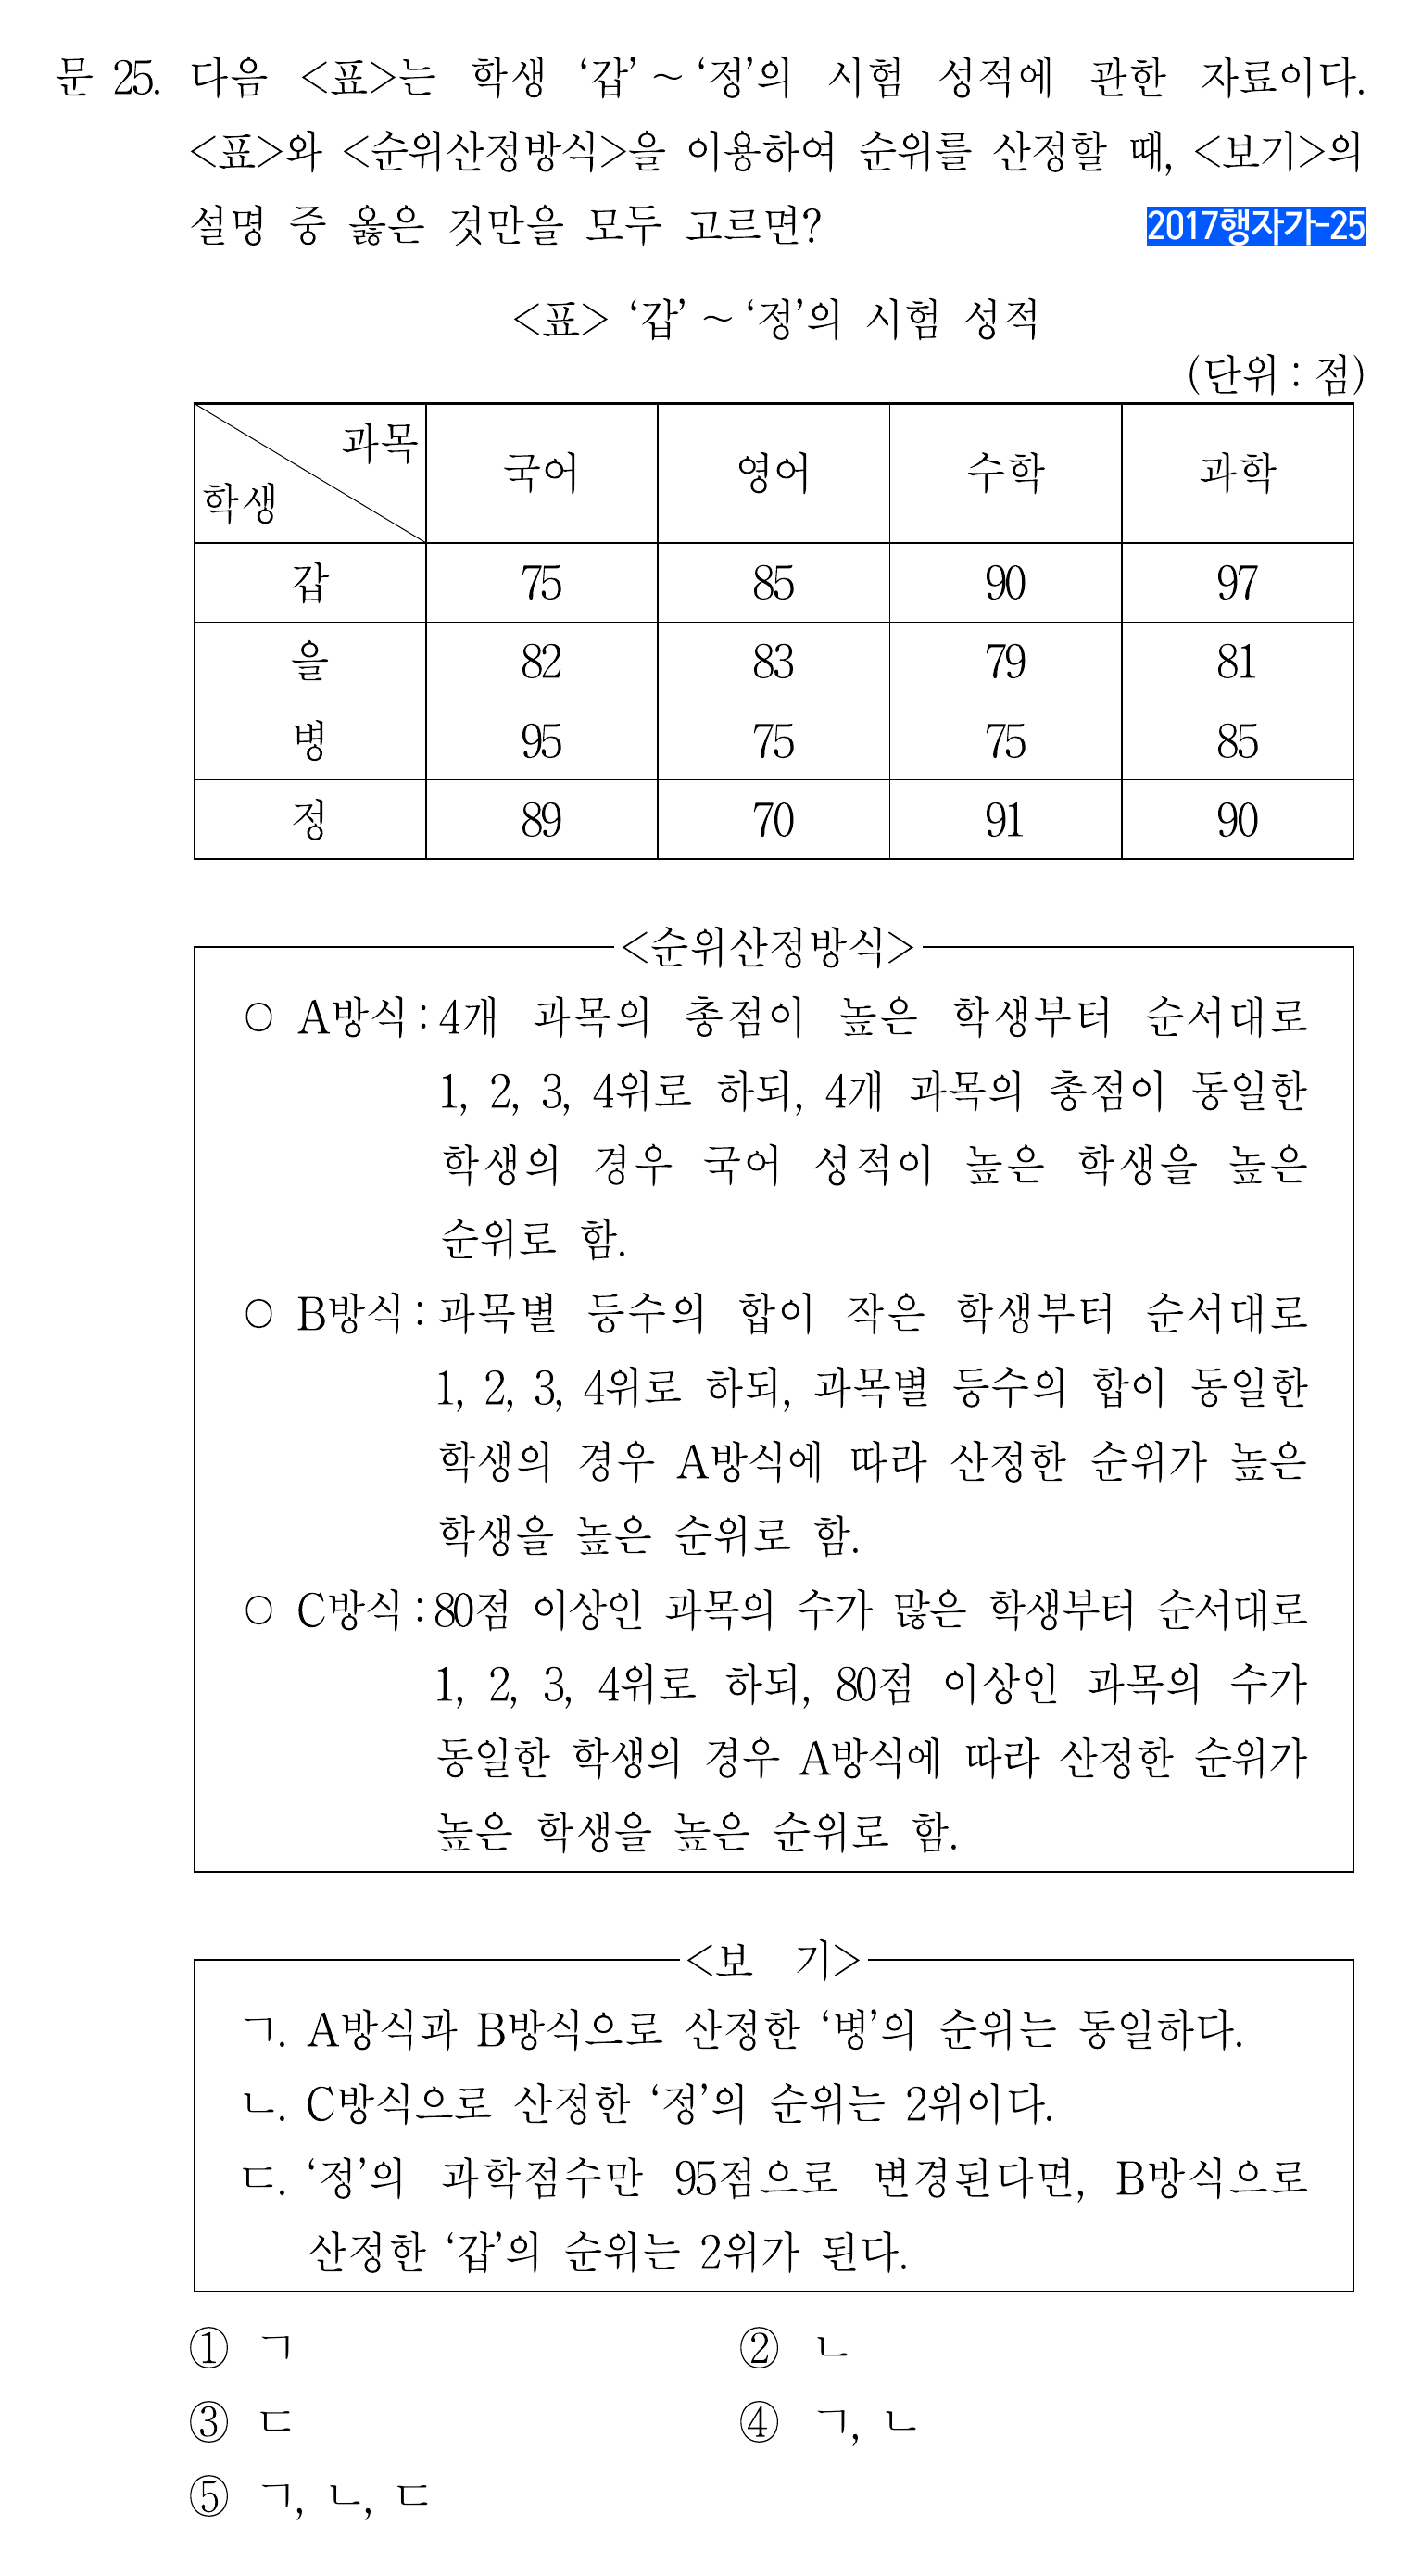 문 25. 다음 <표>는 학생 ‘갑’ ~ ‘정’의 시험 성적에 관한 자료이다.
<표>와 <순위산정방식>을 이용하여 순위를 산정할 때, <보기>의
설명 중 옳은 것만을 모두 고르면?
2017행자가-25
<표> ‘갑’ ~ ‘정’의 시험 성적
(단위 : 점)
과목
학생 국어 영어 수학 과학
갑 75 85 90 97
을 82 83 79 81
병 95 75 75 85
정 89 70 91 90
<순위산정방식>
○ A방식 : 4개 과목의 총점이 높은 학생부터 순서대로
1, 2, 3, 4위로 하되, 4개 과목의 총점이 동일한
학생의 경우 국어 성적이 높은 학생을 높은
순위로 함.
○ B방식 : 과목별 등수의 합이 작은 학생부터 순서대로
1, 2, 3, 4위로 하되, 과목별 등수의 합이 동일한
학생의 경우 A방식에 따라 산정한 순위가 높은
학생을 높은 순위로 함.
○ C방식 : 80점 이상인 과목의 수가 많은 학생부터 순서대로
1, 2, 3, 4위로 하되, 80점 이상인 과목의 수가
동일한 학생의 경우 A방식에 따라 산정한 순위가
높은 학생을 높은 순위로 함.
<보 기>
ㄱ. A방식과 B방식으로 산정한 ‘병’의 순위는 동일하다.
ㄴ. C방식으로 산정한 ‘정’의 순위는 2위이다.
ㄷ. ‘정’의 과학점수만 95점으로 변경된다면, B방식으로
산정한 ‘갑’의 순위는 2위가 된다.
① ㄱ ② ㄴ
③ ㄷ ④ ㄱ, ㄴ
⑤ ㄱ, ㄴ, ㄷ